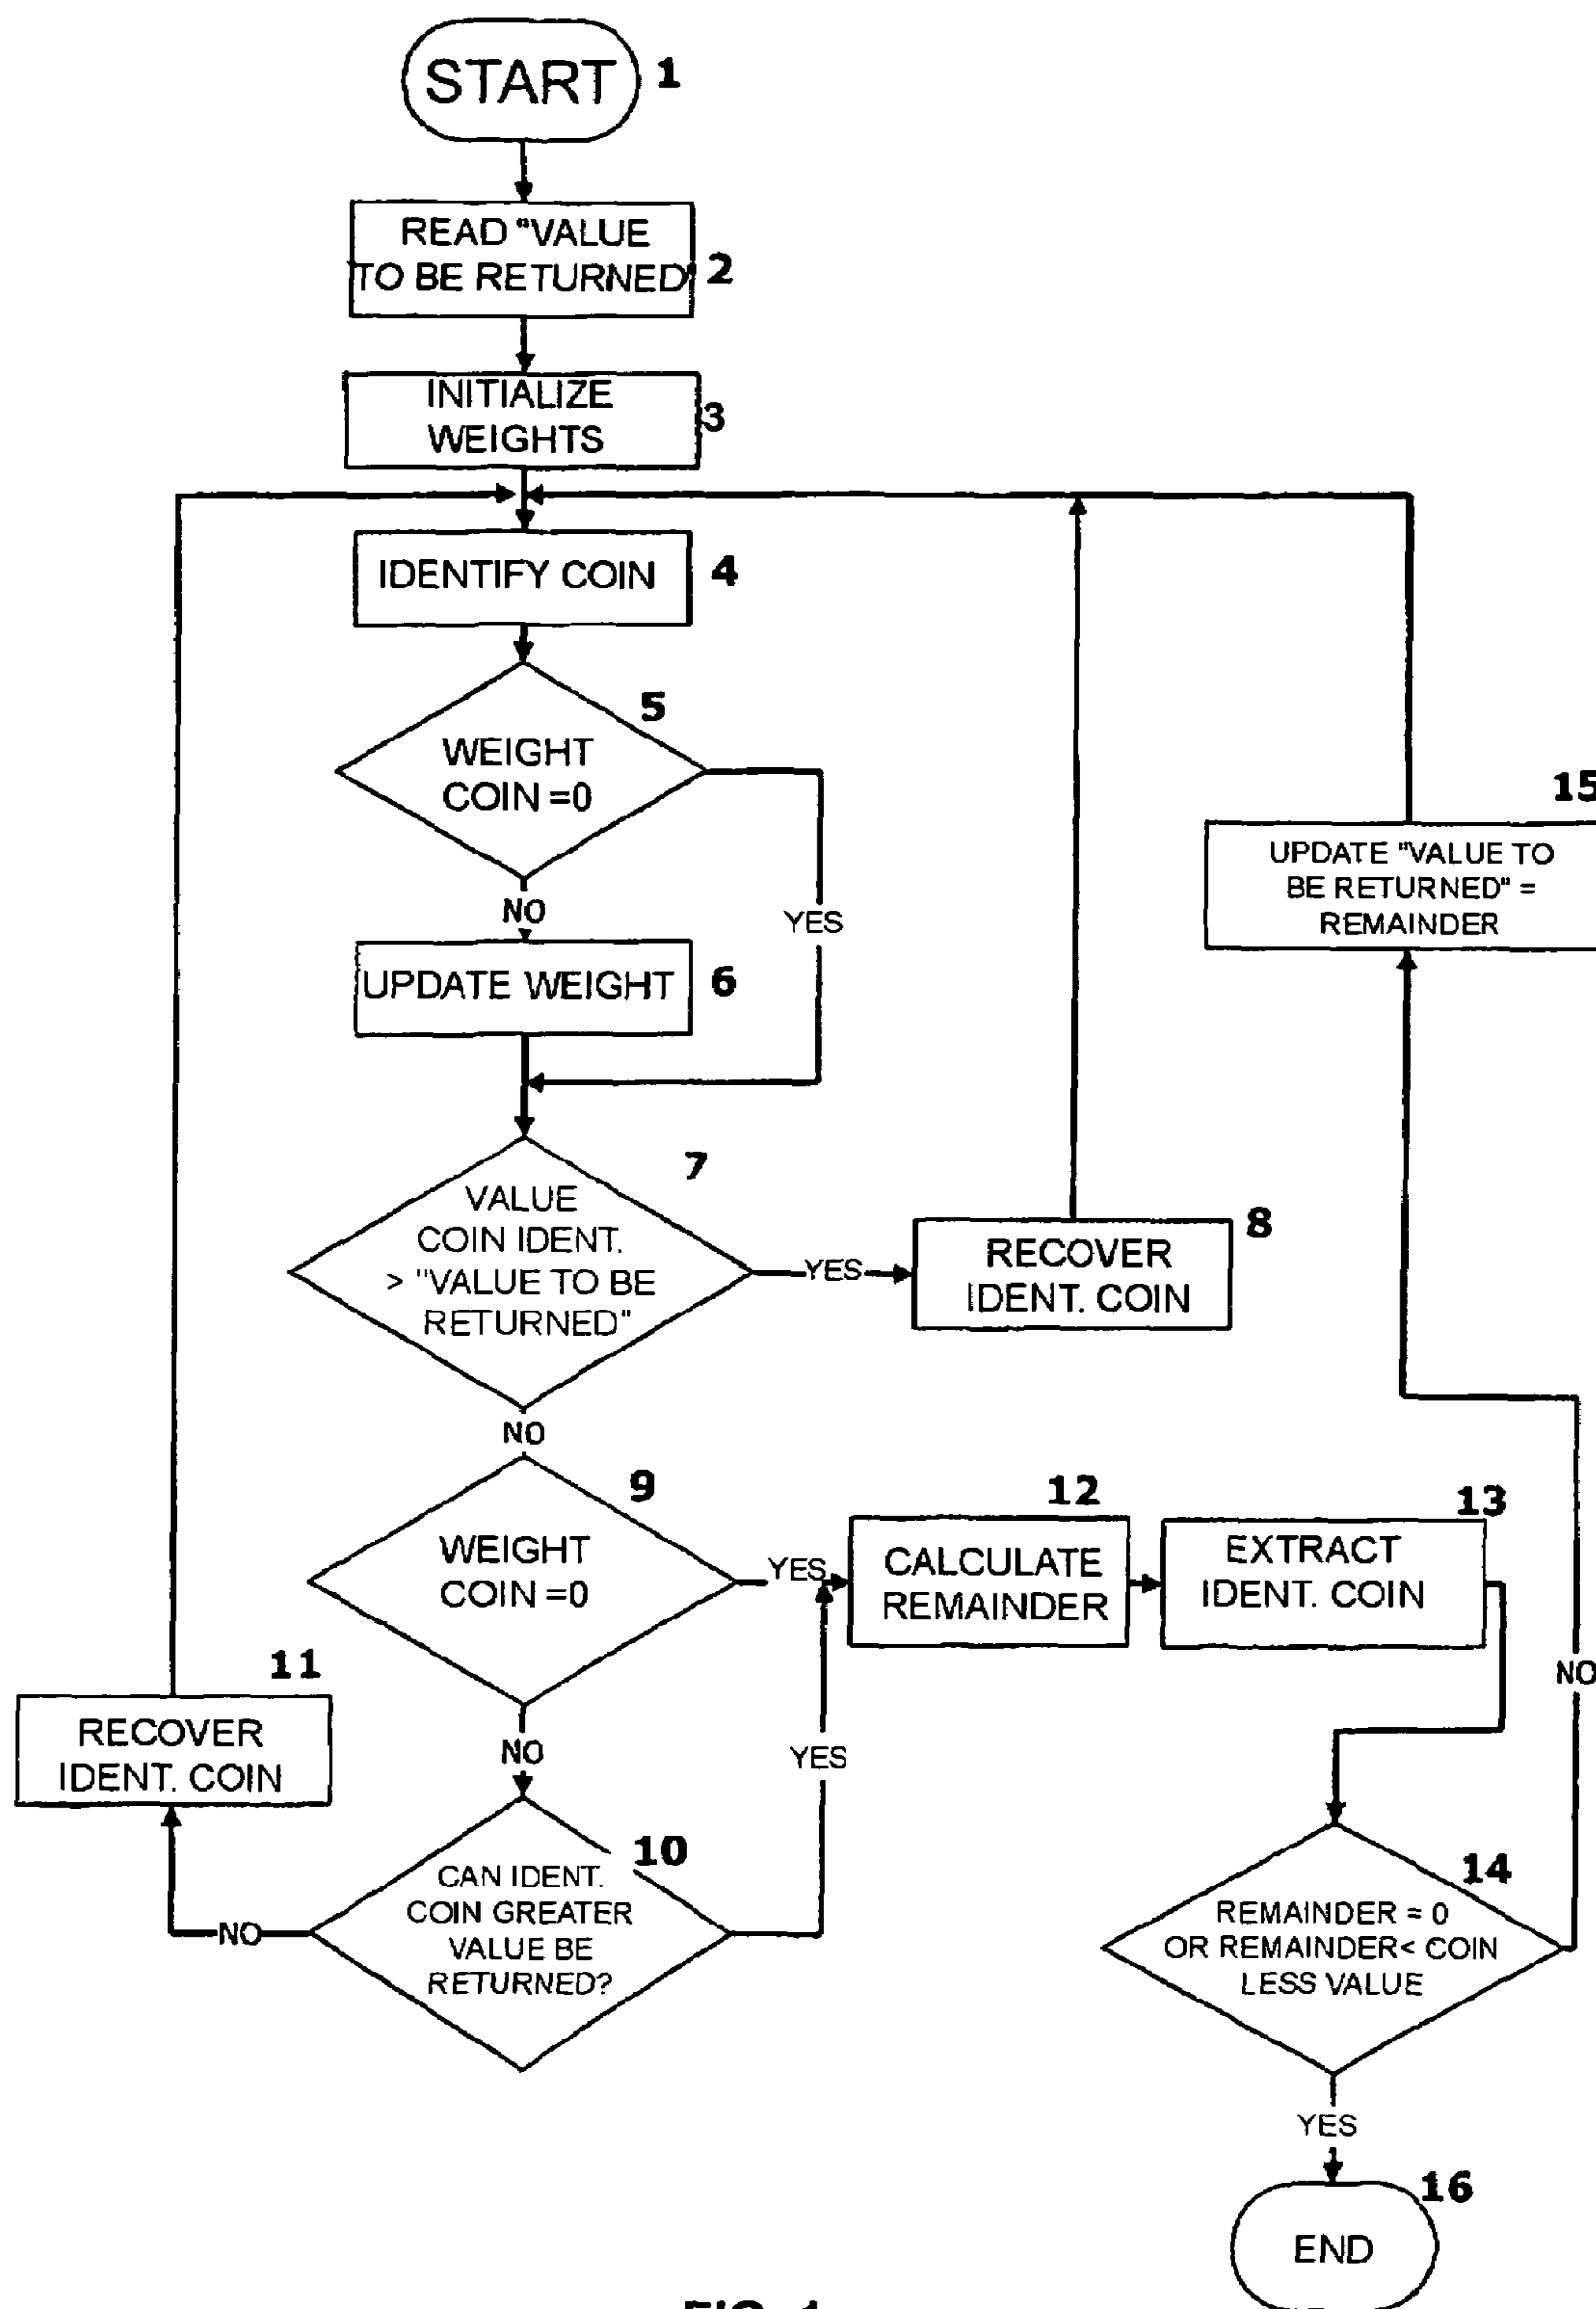 START 1
READ "VALUE
TO BE RETURNED" 2
INITIALIZE
WEIGHTS 3
IDENTIFY COIN 4
5
WEIGHT
COIN =0
NO
YES
UPDATE WEIGHT 6
15
UPDATE "VALUE TO
BE RETURNED" =
REMAINDER
7
VALUE
COIN IDENT.
> "VALUE TO BE
RETURNED"
YES
8
RECOVER
IDENT. COIN
NO
9
WEIGHT
COIN =0
YES
12
CALCULATE
REMAINDER
13
EXTRACT
IDENT. COIN
NO
11
RECOVER
IDENT. COIN
NO
YES
10
CAN IDENT.
COIN GREATER
VALUE BE
RETURNED?
NO
14
REMAINDER = 0
OR REMAINDER< COIN
LESS VALUE
YES
16
END